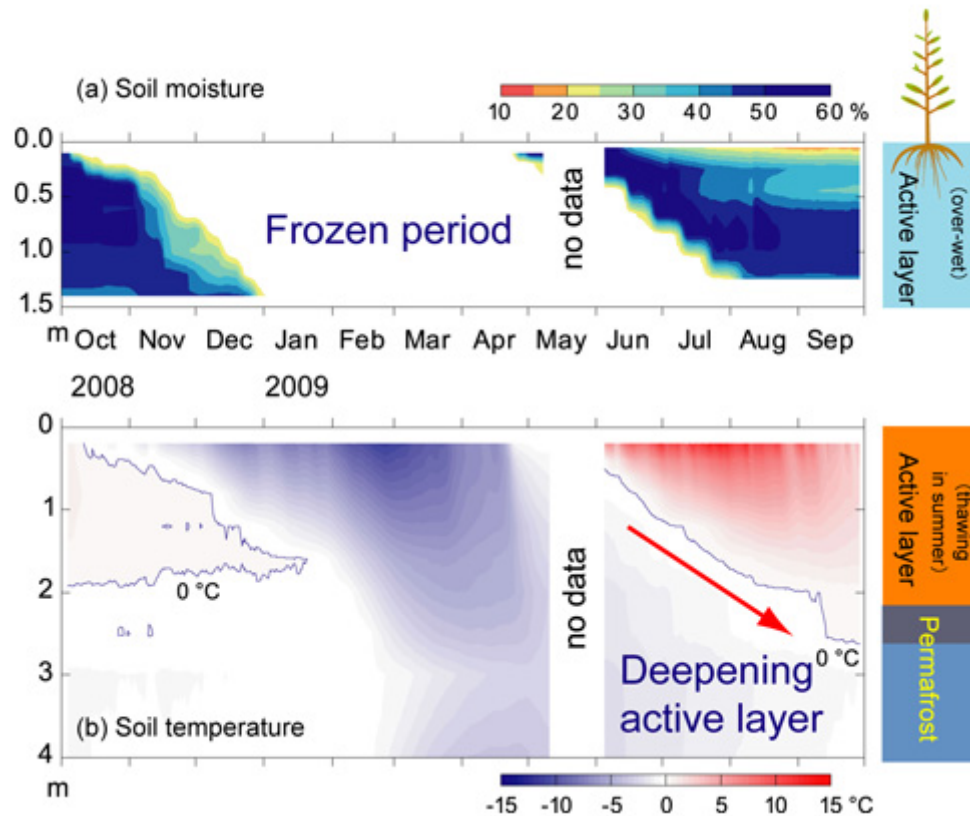 (a) Soil moisture
10 20 30 40 50 60 %
0.0
0.5
1.0
1.5
m
Frozen period
no data
Oct Nov Dec Jan Feb Mar Apr May Jun Jul Aug Sep
2008 2009
Active layer
(over-wet)
0
1
2
3
4
m
0 °C
no data
0 °C
Deepening
active layer
(b) Soil temperature
-15 -10 -5 0 5 10 15 °C
Active layer
(thawing
in summer)
Permafrost